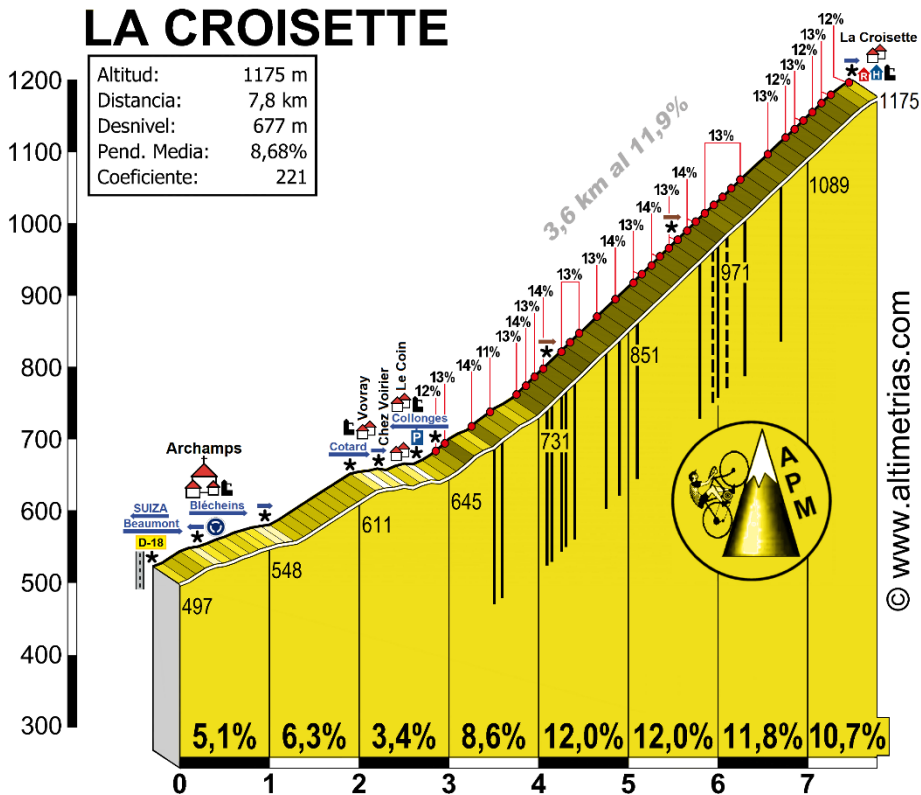 LA CROISETTE
Altitud: 1175 m
Distancia: 7,8 km
Desnivel: 677 m
Pend. Media: 8,68%
Coeficiente: 221
3,6 km al 11,9%
12%
13%
14%
11%
13%
14%
13%
14%
13%
13%
14%
13%
14%
13%
14%
13%
14%
13%
13%
12%
13%
12%
13%
12%
La Croisette
R H
1200
1100
1000
900
800
700
600
500
400
300
SUIZA
Beaumont
D-18
Archamps
Blécheins
Cotard
Vovray
Chez Voirier
Le Coin
Collonges
P
497
548
611
645
731
851
971
1089
1175
APM
© www.altimetrias.com
5,1% 6,3% 3,4% 8,6% 12,0% 12,0% 11,8% 10,7%
0 1 2 3 4 5 6 7